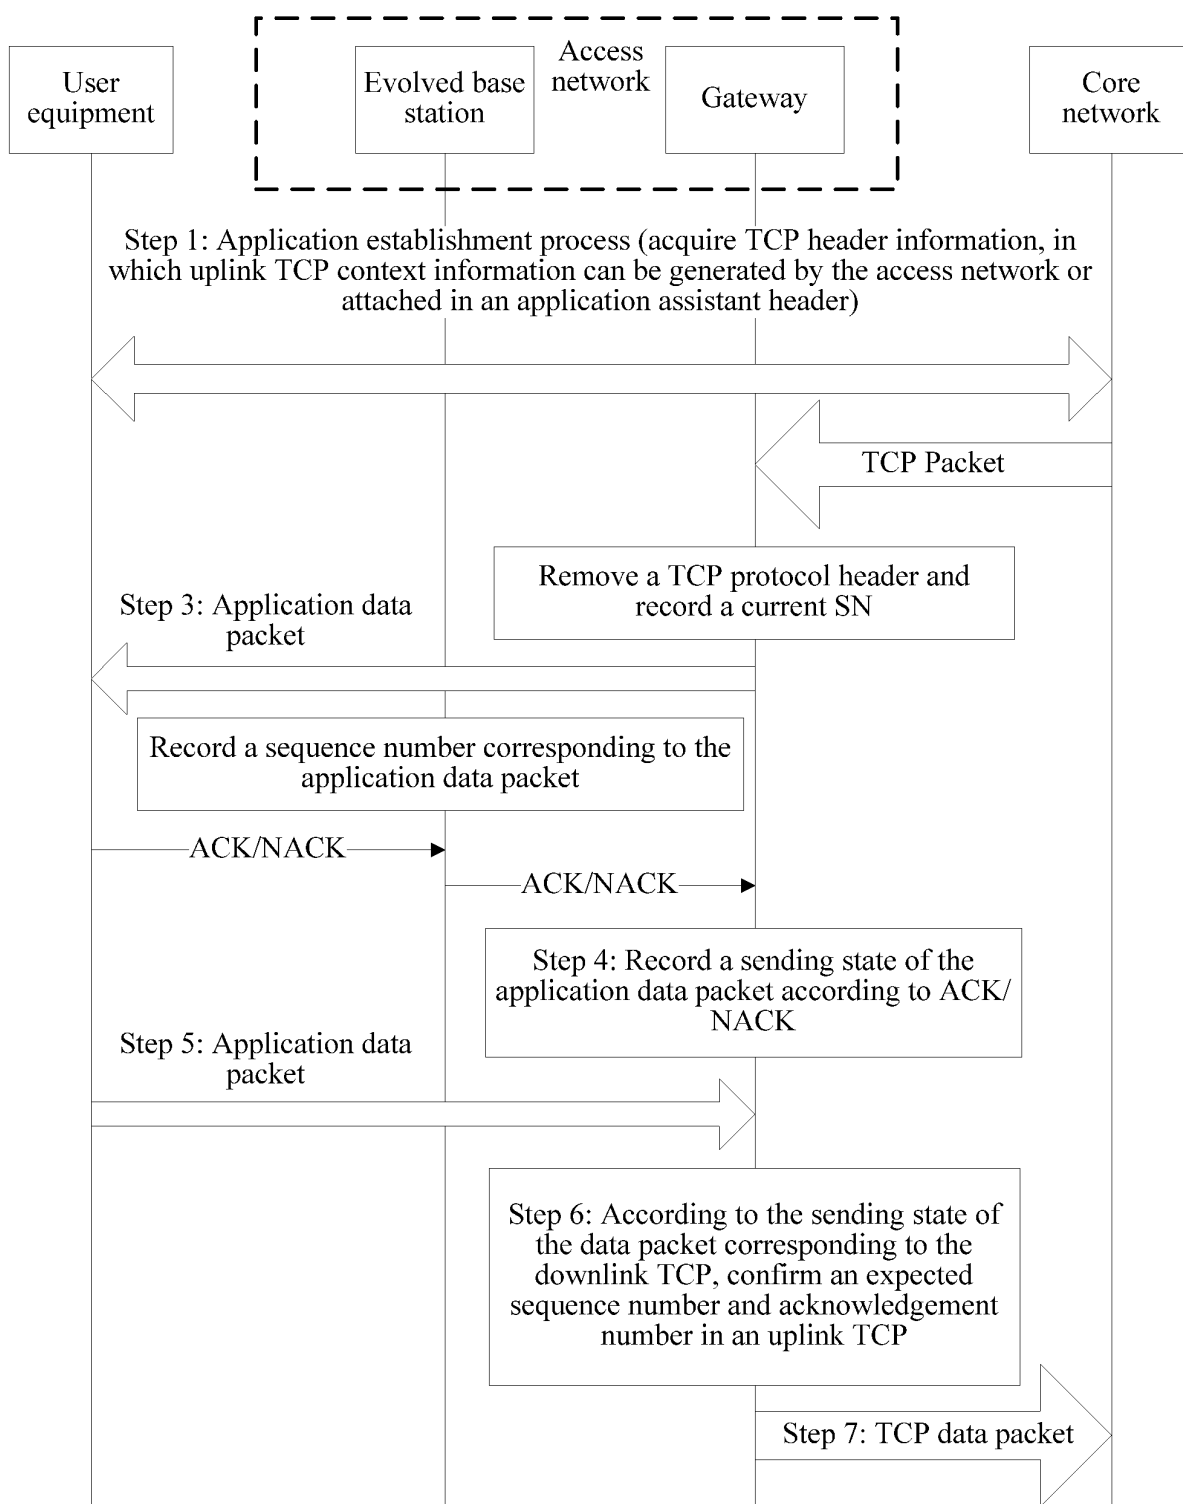 User
equipment
Evolved base
station
Access
network
Gateway
Core
network
Step 1: Application establishment process (acquire TCP header information, in
which uplink TCP context information can be generated by the access network or
attached in an application assistant header)
TCP Packet
Remove a TCP protocol header and
record a current SN
Step 3: Application data
packet
Record a sequence number corresponding to the
application data packet
ACK/NACK
ACK/NACK
Step 4: Record a sending state of the
application data packet according to ACK/
NACK
Step 5: Application data
packet
Step 6: According to the sending state of
the data packet corresponding to the
downlink TCP, confirm an expected
sequence number and acknowledgement
number in an uplink TCP
Step 7: TCP data packet